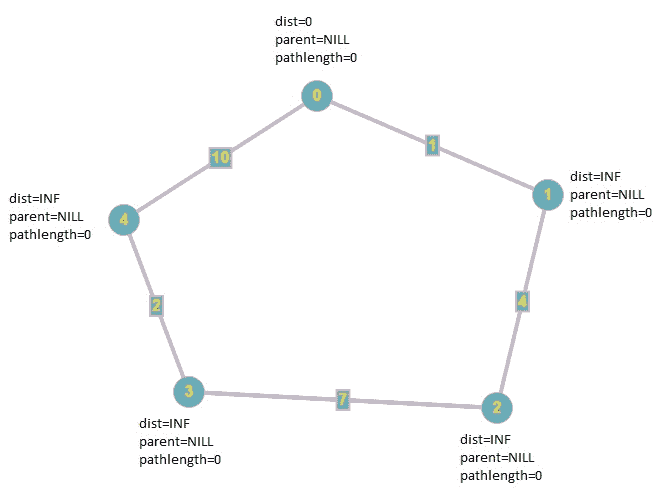 dist=0
parent=NILL
pathlength=0
0
10
1
dist=INF
parent=NILL
pathlength=0
1
dist=INF
parent=NILL
pathlength=0
4
2
4
3
7
2
dist=INF
parent=NILL
pathlength=0
dist=INF
parent=NILL
pathlength=0